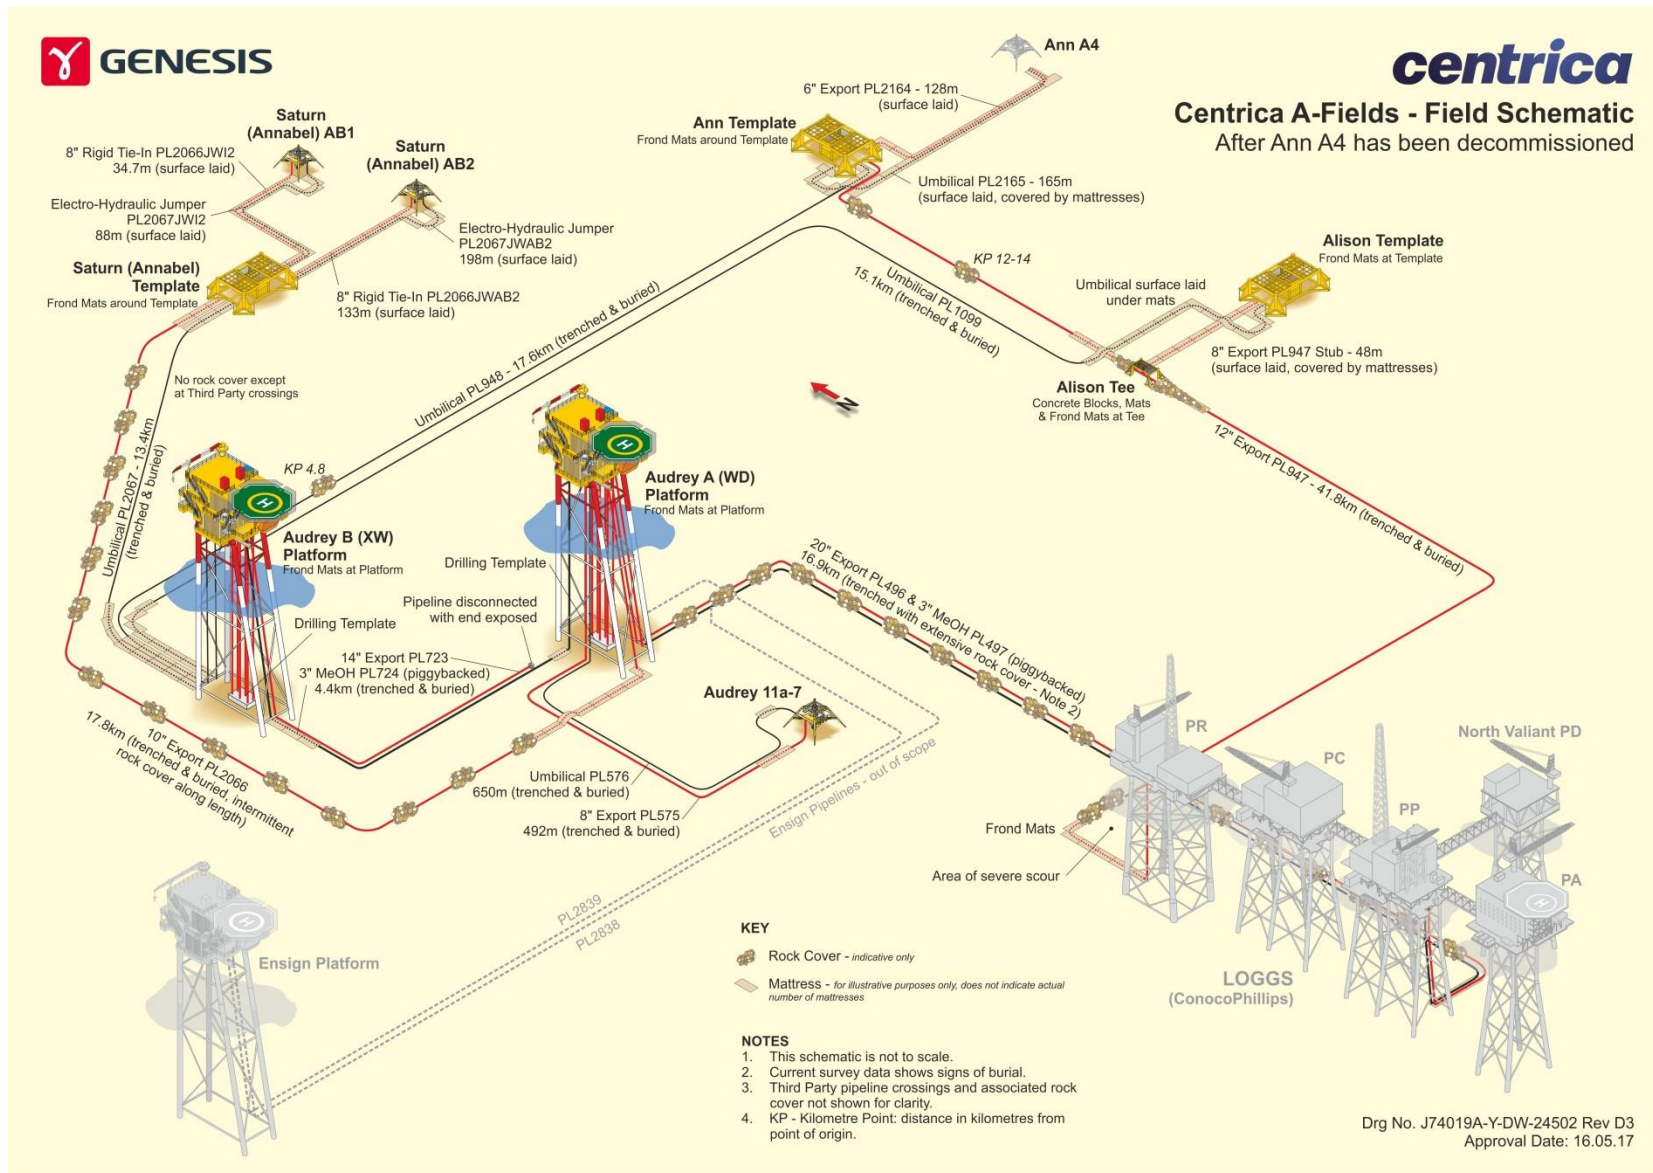 GENESIS
centrica
Centrica A-Fields - Field Schematic
After Ann A4 has been decommissioned
Ann A4
6" Export PL2164 - 128m
(surface laid)
Ann Template
Frond Mats around Template
Umbilical PL2165 - 165m
(surface laid, covered by mattresses)
Saturn
(Annabel) AB1
8" Rigid Tie-In PL2066JWI2
34.7m (surface laid)
Saturn
(Annabel) AB2
Electro-Hydraulic Jumper
PL2067JWI2
88m (surface laid)
Electro-Hydraulic Jumper
PL2067JWAB2
198m (surface laid)
Saturn (Annabel)
Template
Frond Mats around Template
8" Rigid Tie-In PL2066JWAB2
133m (surface laid)
KP 12-14
Alison Template
Frond Mats at Template
Umbilical surface laid
under mats
Umbilical PL1099
15.1km (trenched & buried)
8" Export PL947 Stub - 48m
(surface laid, covered by mattresses)
Alison Tee
Concrete Blocks, Mats
& Frond Mats at Tee
12" Export PL947 - 41.8km (trenched & buried)
Umbilical PL948 - 17.6km (trenched & buried)
No rock cover except
at Third Party crossings
Umbilical PL2067 - 13.4km
(trenched & buried)
N
KP 4.8
H
H
Audrey A (WD)
Platform
Frond Mats at Platform
Audrey B (XW)
Platform
Frond Mats at Platform
Drilling Template
Pipeline disconnected
with end exposed
Drilling Template
14" Export PL723
3" MeOH PL724 (piggybacked)
4.4km (trenched & buried)
20" Export PL496 & 3" MeOH PL497 (piggybacked)
16.9km (trenched with extensive rock cover - Note 2)
Audrey 11a-7
10" Export PL2066
17.8km (trenched & buried, intermittent
rock cover along length)
Umbilical PL576
650m (trenched & buried)
8" Export PL575
492m (trenched & buried)
Ensign Pipelines - out of scope
PR
PC
North Valiant PD
PP
PA
H
Frond Mats
Area of severe scour
LOGGS
(ConocoPhillips)
PL2839
PL2838
H
Ensign Platform
KEY
Rock Cover - indicative only
Mattress - for illustrative purposes only, does not indicate actual
number of mattresses
NOTES
1. This schematic is not to scale.
2. Current survey data shows signs of burial.
3. Third Party pipeline crossings and associated rock
cover not shown for clarity.
4. KP - Kilometre Point: distance in kilometres from
point of origin.
Drg No. J74019A-Y-DW-24502 Rev D3
Approval Date: 16.05.17